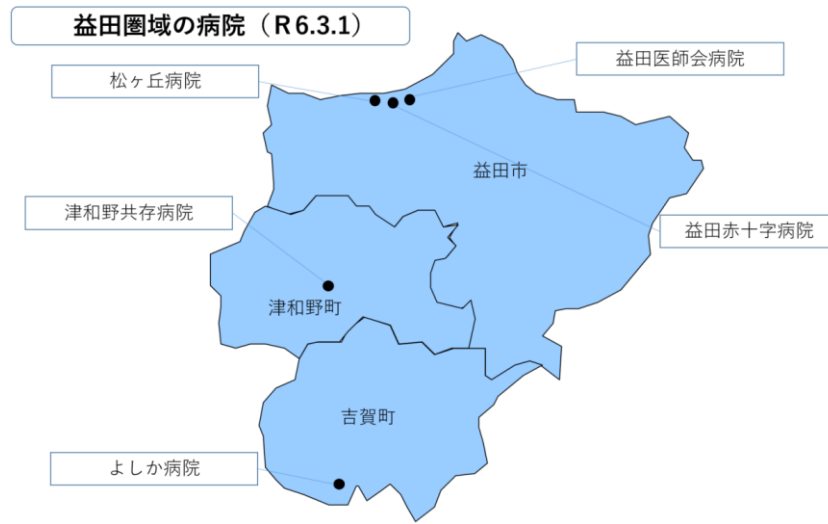 益田圏域の病院（R6.3.1）
益田医師会病院
松ヶ丘病院
益田市
津和野共存病院
益田赤十字病院
津和野町
吉賀町
よしか病院